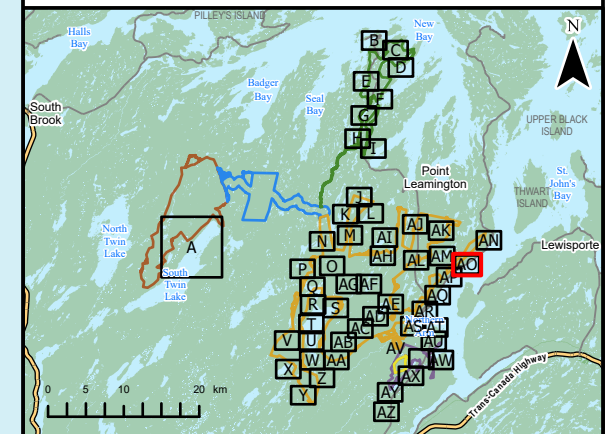 PILLEY'S ISLAND
Halls
Bay
New
Bay
N
B
C
D
Badger
Bay
E
Seal
Bay
F
South
Brook
G
UPPER BLACK
ISLAND
H
I
Point
Leamington
St.
John's
Bay
THWART
ISLAND
J
K
L
AJ
AK
North
Twin
Lake
A
M
N
AI
AN
Lewisporte
AH
AL
AM
AO
South
Twin
Lake
P
O
Q
AG
AF
AQ
R
S
AE
AR
AD
T
AC
AS
AT
V
U
AB
AV
AU
W
AA
AW
X
Z
AX
Y
AY
AZ
Trans-Canada Highway
0
5
10
20
km